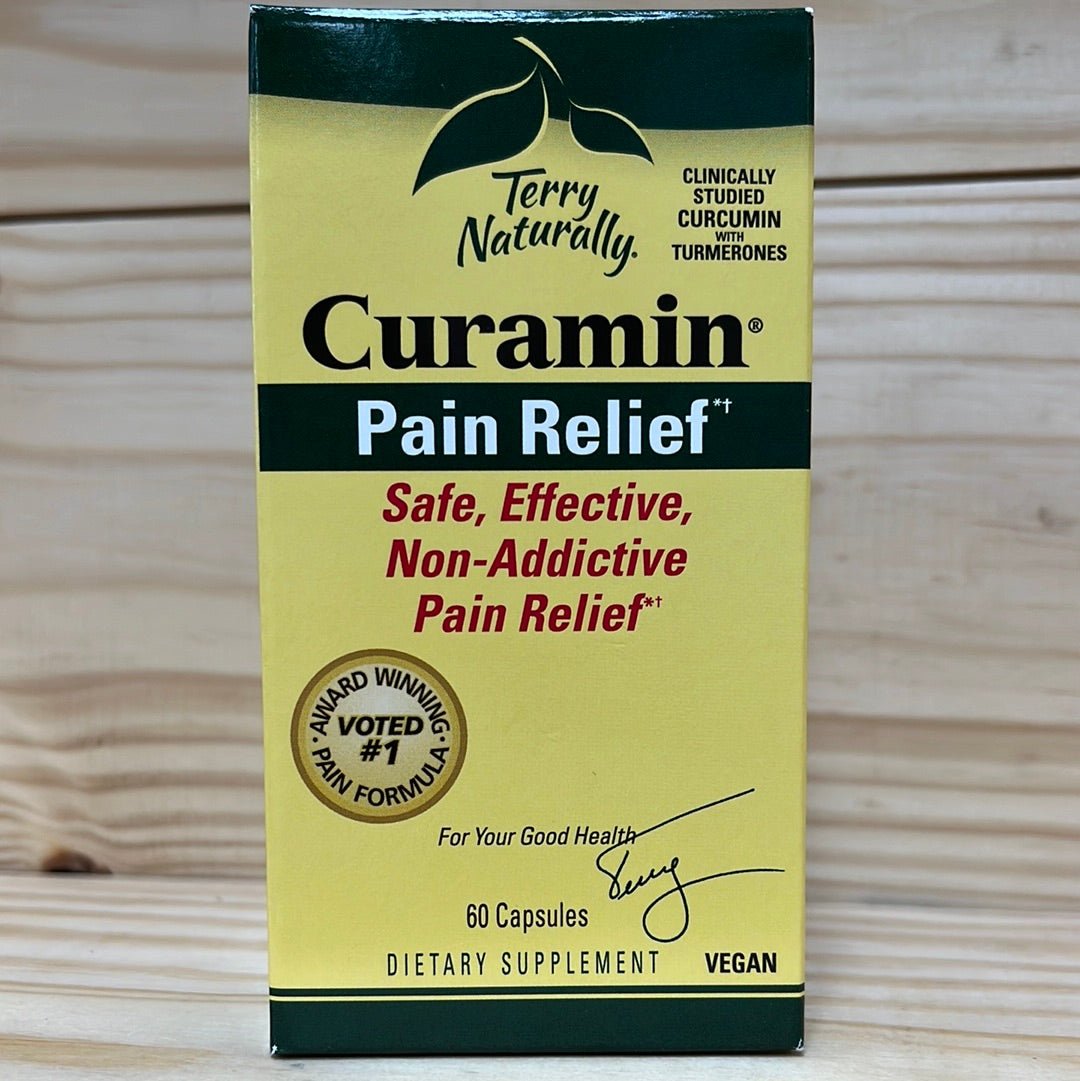 Terry
Naturally®
CLINICALLY
STUDIED
CURCUMIN
WITH
TURMERONES
Curamin®
Pain Relief*†
Safe, Effective,
Non-Addictive
Pain Relief*†
AWARD WINNING
VOTED
#1
PAIN FORMULA
For Your Good Health
Terry
60 Capsules
DIETARY SUPPLEMENT
VEGAN